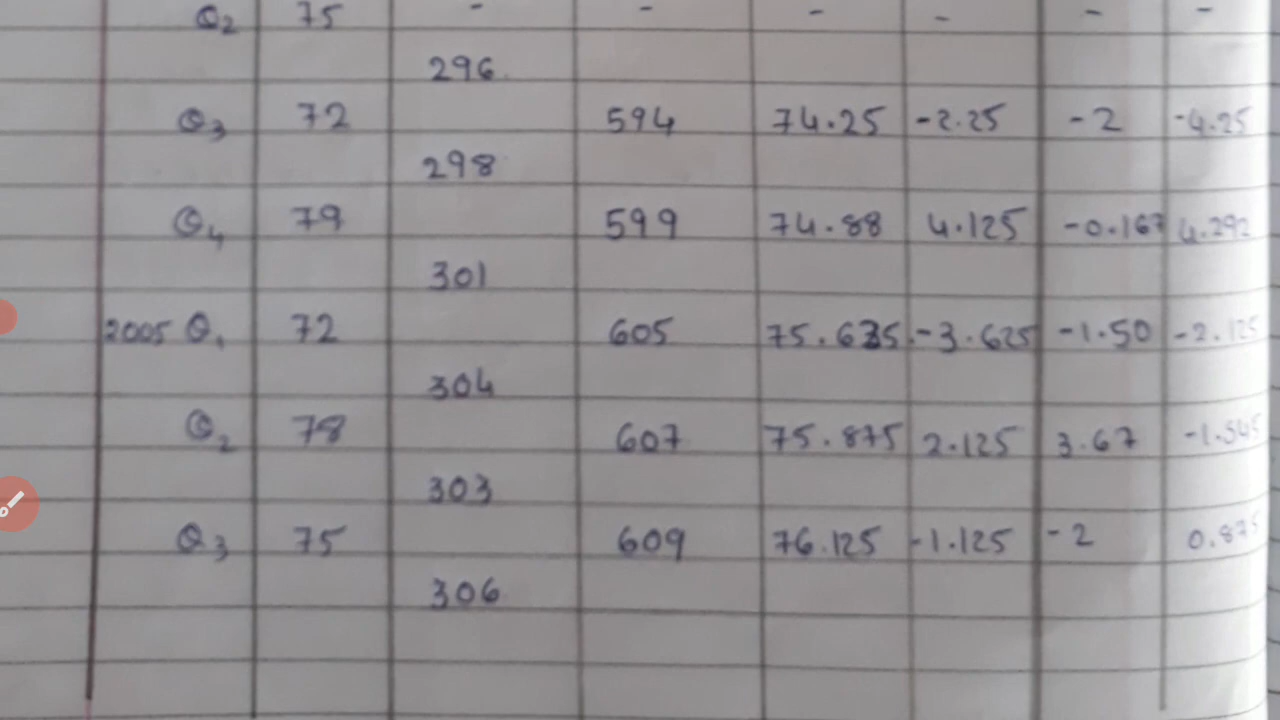 Q2 75 - - - - - -
296
Q3 72 594 74.25 -2.25 -2 -4.25
298
Q4 79 599 74.88 4.125 -0.167 4.292
301
2005 Q1 72 605 75.635 -3.625 -1.50 -2.125
304
Q2 78 607 75.875 2.125 3.67 -1.545
303
Q3 75 609 76.125 -1.125 -2 0.875
306